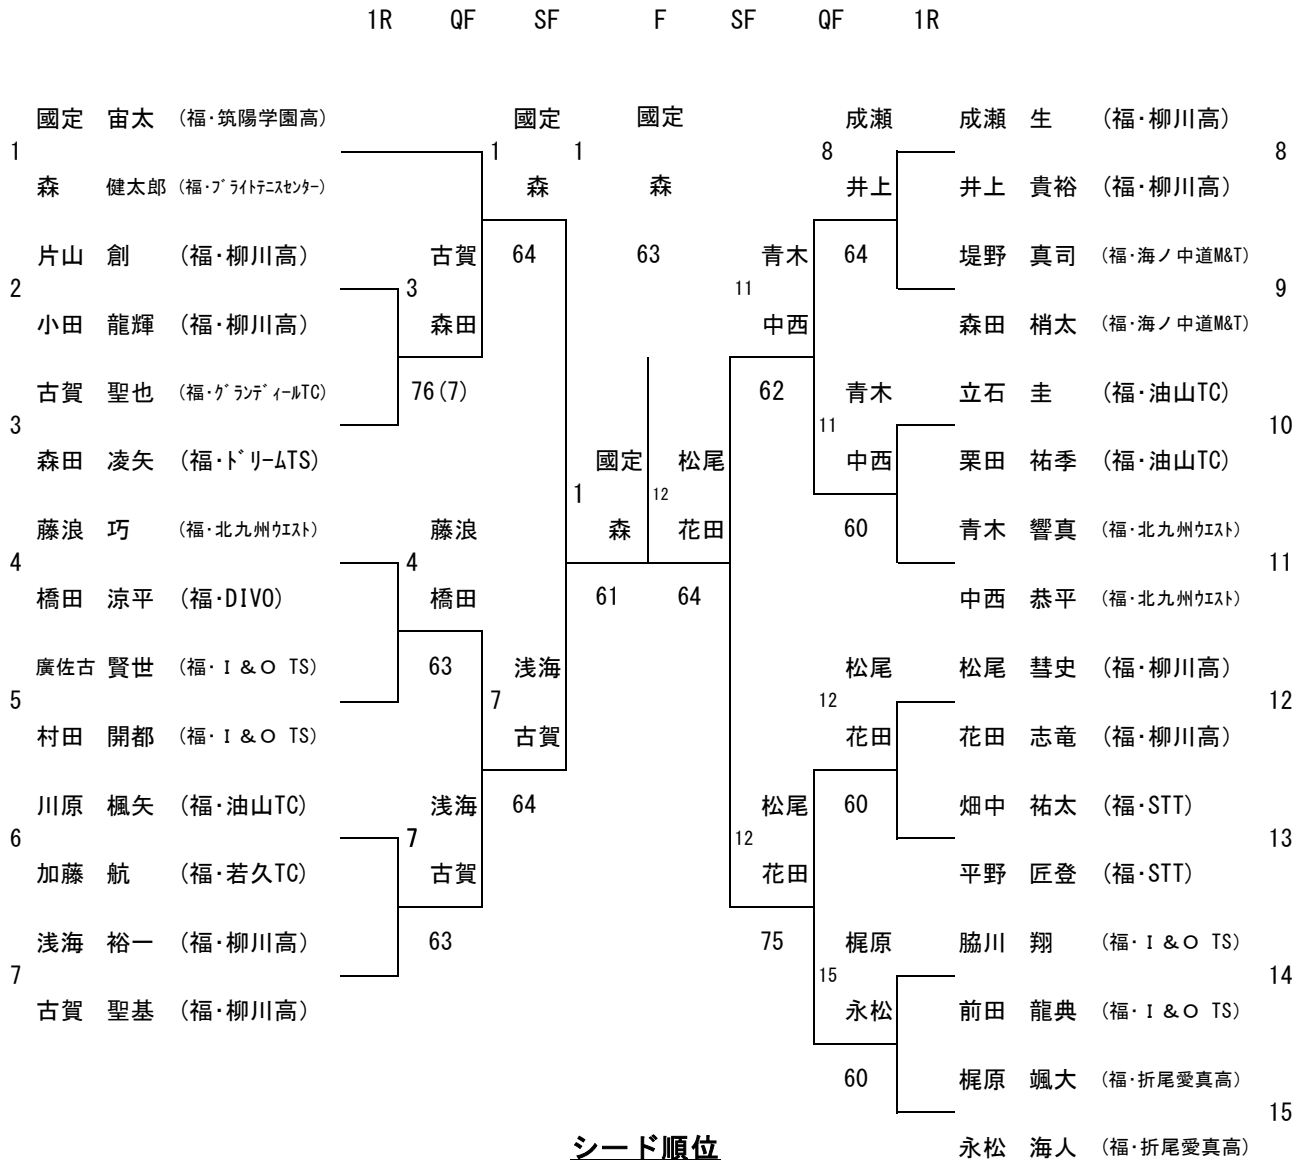 1R QF SF F SF QF 1R
國定 宙太 (福・筑陽学園高) 國定 國定 成瀬 成瀬 生 (福・柳川高)
1 1 1 8 8
森 健太郎 (福・ブライトテニスセンター) 森 森 井上 井上 貴裕 (福・柳川高)
片山 創 (福・柳川高) 古賀 64 63 青木 64 堤野 真司 (福・海ノ中道M&T)
2 3 11 9
小田 龍輝 (福・柳川高) 森田 中西 森田 梢太 (福・海ノ中道M&T)
古賀 聖也 (福・グランディールTC) 76(7) 62 青木 立石 圭 (福・油山TC)
3 11 10
森田 凌矢 (福・ドリームTS) 國定 松尾 中西 栗田 祐季 (福・油山TC)
1 12
藤浪 巧 (福・北九州ウエスト) 藤浪 森 花田 60 青木 響真 (福・北九州ウエスト)
4 4 11
橋田 涼平 (福・DIVO) 橋田 61 64 中西 恭平 (福・北九州ウエスト)
廣佐古 賢世 (福・I&O TS) 63 浅海 松尾 松尾 彗史 (福・柳川高)
5 7 12 12
村田 開都 (福・I&O TS) 古賀 花田 花田 志竜 (福・柳川高)
川原 楓矢 (福・油山TC) 浅海 64 松尾 60 畑中 祐太 (福・STT)
6 7 12 13
加藤 航 (福・若久TC) 古賀 花田 平野 匠登 (福・STT)
浅海 裕一 (福・柳川高) 63 75 梶原 脇川 翔 (福・I&O TS)
7 15 14
古賀 聖基 (福・柳川高) 永松 前田 龍典 (福・I&O TS)
60 梶原 颯大 (福・折尾愛真高)
15
シード順位 永松 海人 (福・折尾愛真高)